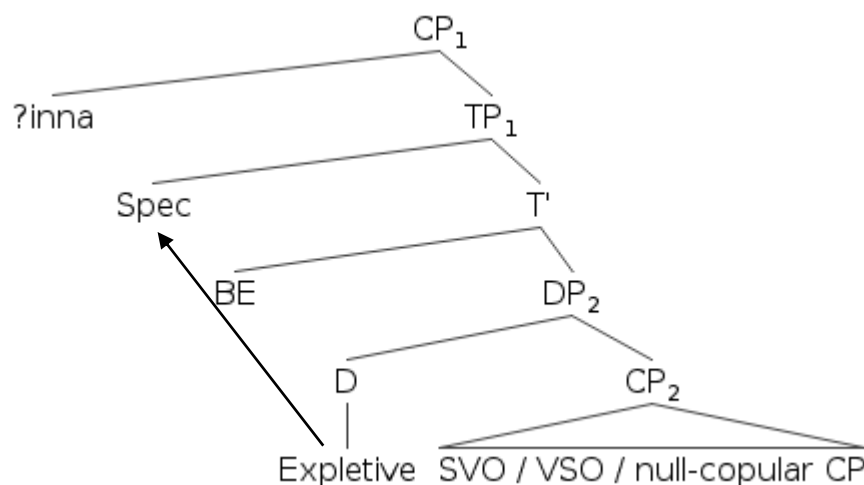 CP₁
?inna TP₁
Spec T'
BE DP₂
D CP₂
Expletive SVO / VSO / null-copular CP